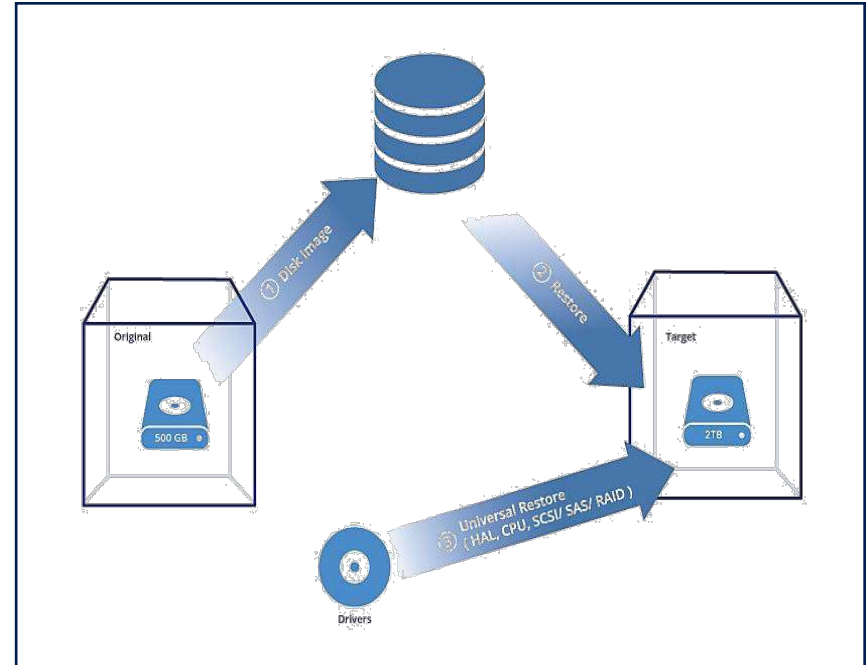 ① Disk image
② Restore
Original
500 GB
Target
2TB
③ Universal Restore
( HAL, CPU, SCSI/ SAS/ RAID )
Drivers